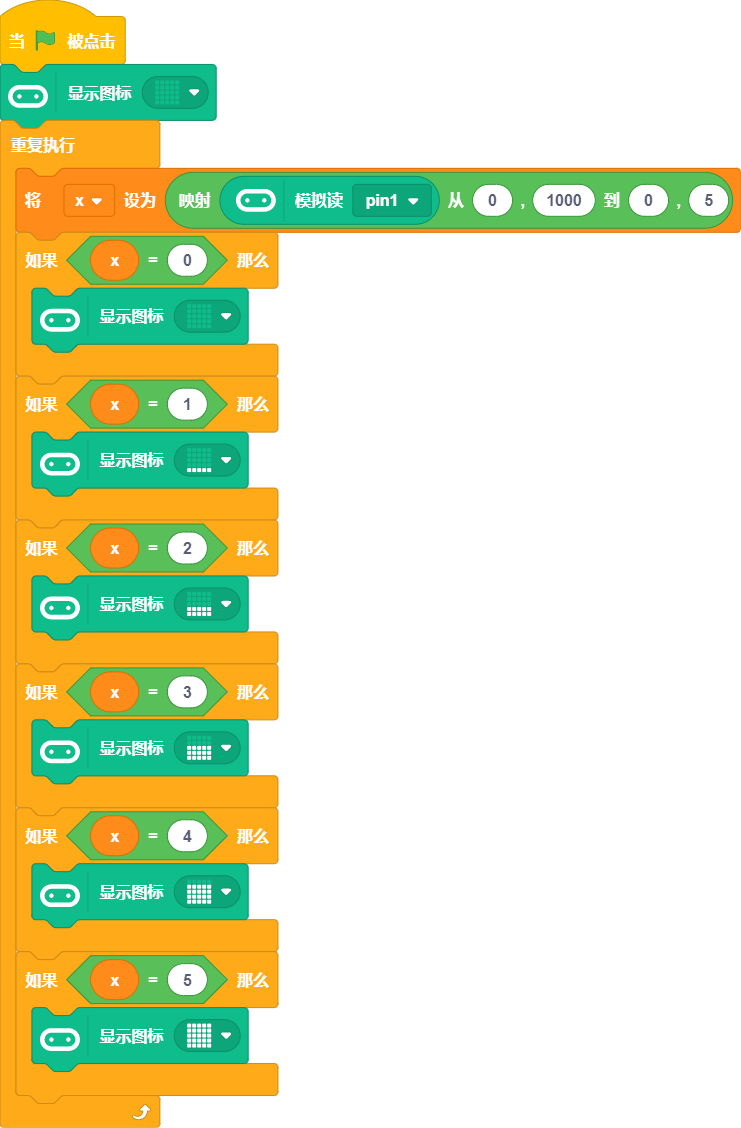 当 被点击
显示图标
重复执行
将 x 设为 映射 模拟读 pin1 从 0 , 1000 到 0 , 5
如果 x = 0 那么
显示图标
如果 x = 1 那么
显示图标
如果 x = 2 那么
显示图标
如果 x = 3 那么
显示图标
如果 x = 4 那么
显示图标
如果 x = 5 那么
显示图标